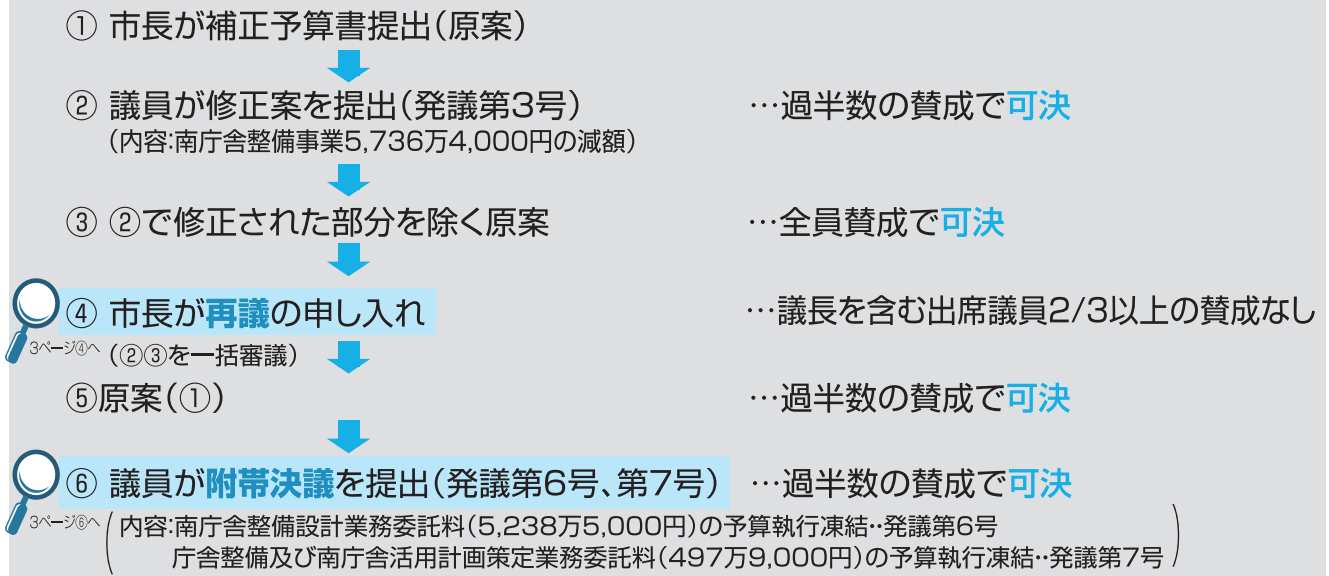 ① 市長が補正予算書提出(原案)
② 議員が修正案を提出(発議第3号) …過半数の賛成で可決
(内容:南庁舎整備事業5,736万4,000円の減額)
③ ②で修正された部分を除く原案 …全員賛成で可決
④ 市長が再議の申し入れ …議長を含む出席議員2/3以上の賛成なし
3ページ④へ (②③を一括審議)
⑤原案(①) …過半数の賛成で可決
⑥ 議員が附帯決議を提出(発議第6号、第7号) …過半数の賛成で可決
3ページ⑥へ (内容:南庁舎整備設計業務委託料(5,238万5,000円)の予算執行凍結‥発議第6号
庁舎整備及び南庁舎活用計画策定業務委託料(497万9,000円)の予算執行凍結‥発議第7号)